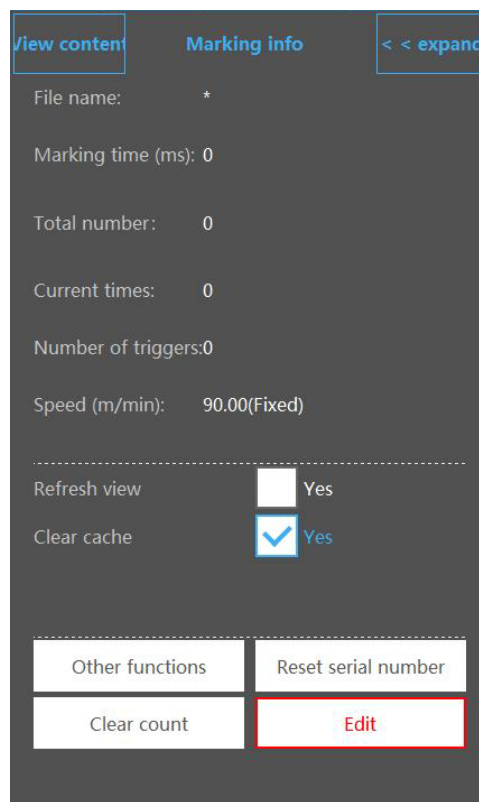 View content Marking info < < expand
File name: *
Marking time (ms): 0
Total number: 0
Current times: 0
Number of triggers:0
Speed (m/min): 90.00(Fixed)
Refresh view Yes
Clear cache Yes
Other functions Reset serial number
Clear count Edit